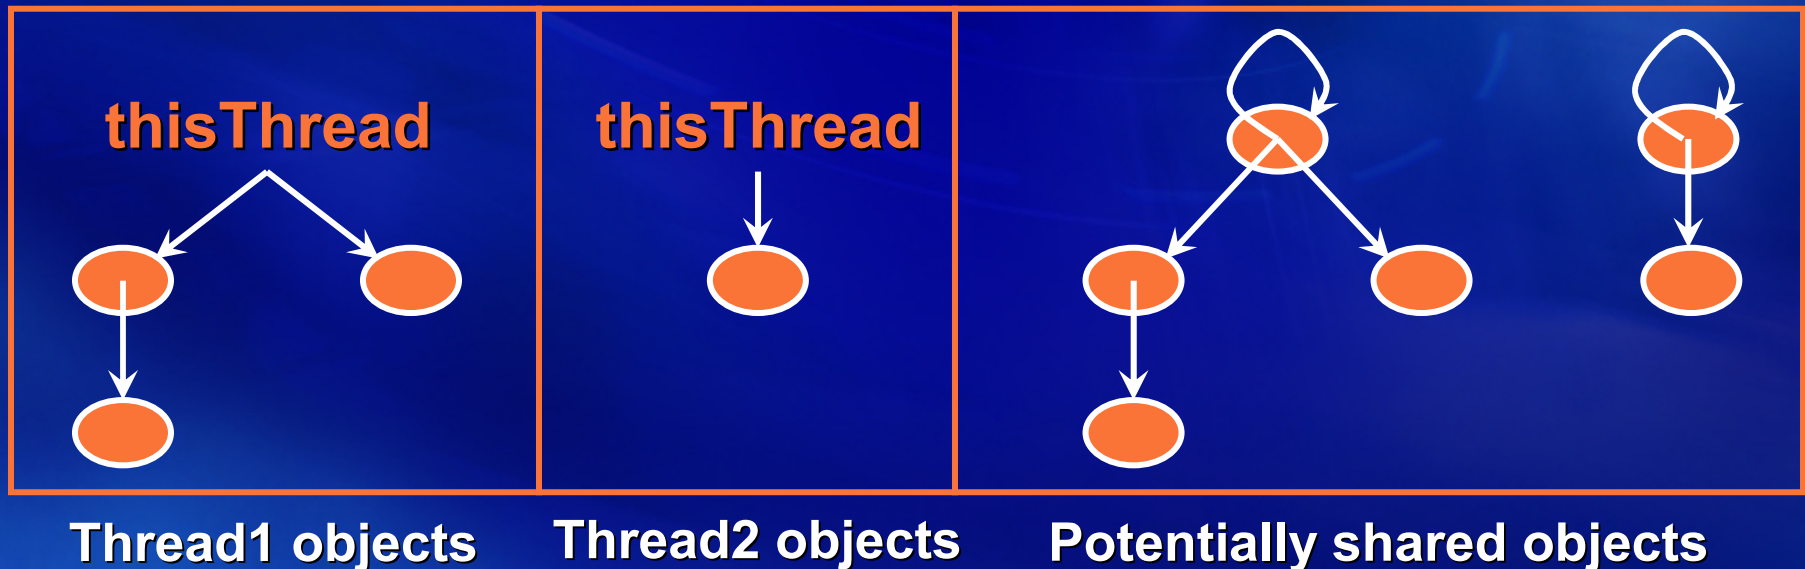 thisThread
thisThread
Thread1 objects
Thread2 objects
Potentially shared objects